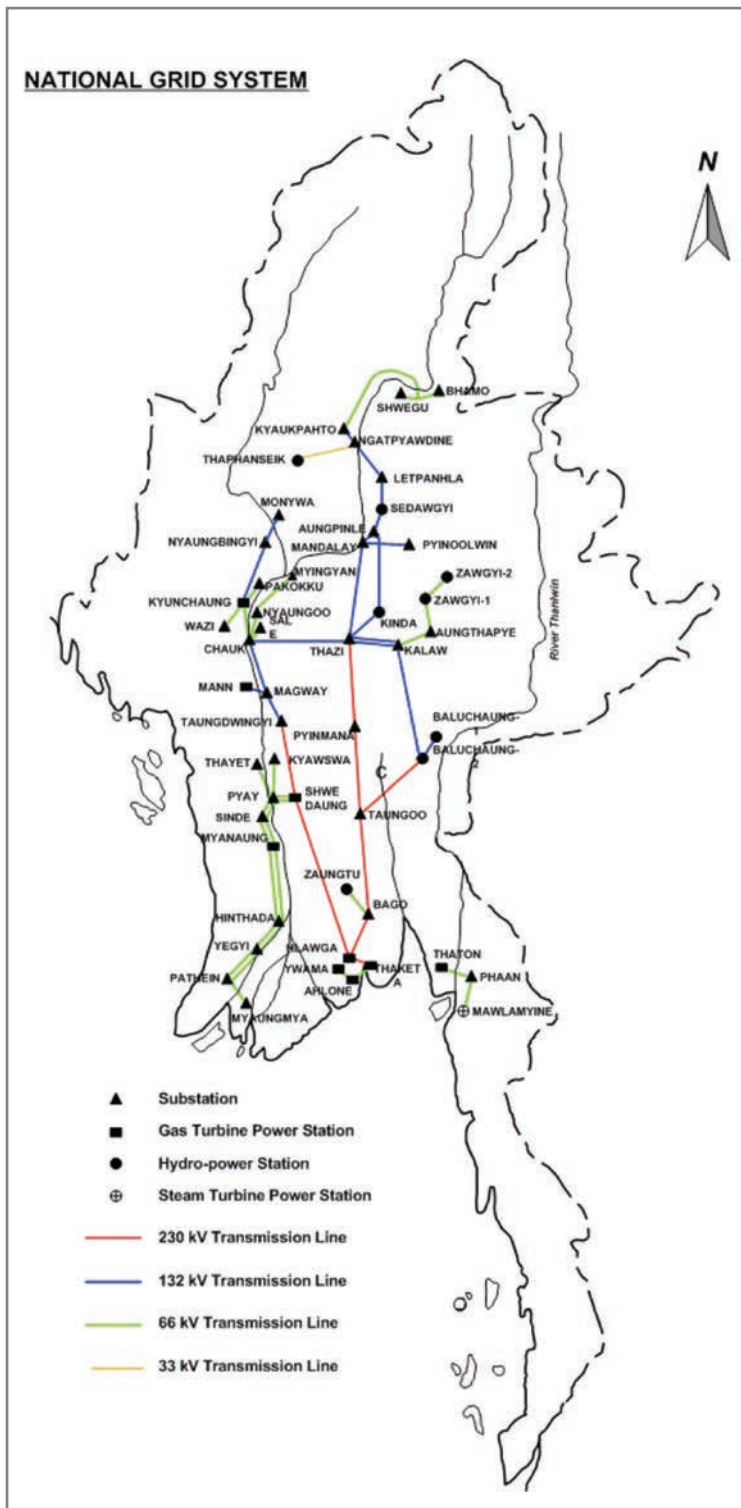 NATIONAL GRID SYSTEM
N
BHAMO
SHWEGU
KYAUKPAHTO
NGATPYAWDINE
THAPHANSEIK
LETPANHLA
MONYWA
SEDAWGYI
AUNGPINLE
NYAUNGBINGYI
MANDALAY
PYINOOLWIN
MYINGYAN
ZAWGYI-2
PAKOKKU
KYUNCHAUNG
ZAWGYI-1
NYAUNGOO
KINDA
WAZI
SAL
E
AUNGTHAPYE
CHAUK
THAZI
KALAW
River Thanlwin
MANN
MAGWAY
TAUNGDWINGYI
BALUCHAUNG-
1
PYINMANA
BALUCHAUNG-
2
THAYET
KYAWSWA
C
PYAY
SHWE
DAUNG
SINDE
TAUNGOO
MYANAUNG
ZAUNGTU
BAGO
HINTHADA
YEGYI
HLAWGA
THATON
YWAMA
THAKET
A
PATHEIN
PHAAN
AHLONE
MYAUNGMYA
MAWLAMYINE
Substation
Gas Turbine Power Station
Hydro-power Station
Steam Turbine Power Station
230 kV Transmission Line
132 kV Transmission Line
66 kV Transmission Line
33 kV Transmission Line